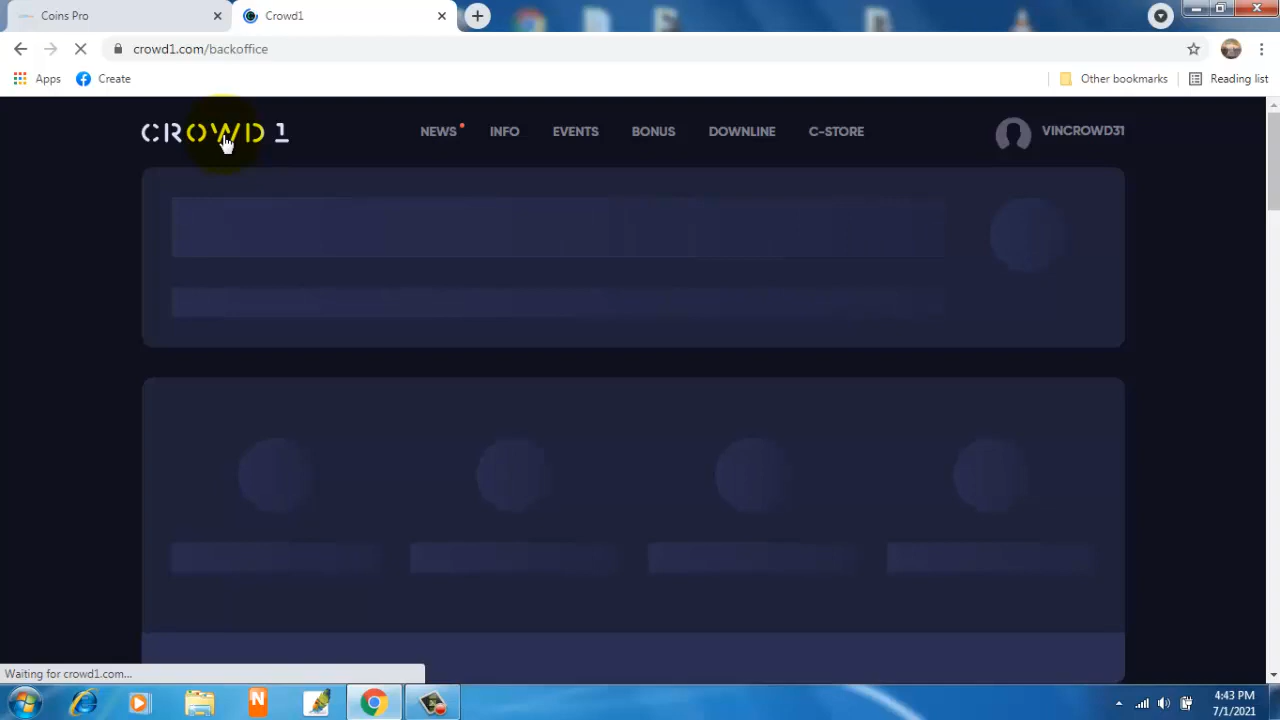 Coins Pro
Crowd1
crowd1.com/backoffice
Apps
Create
Other bookmarks
Reading list
CROWD 1
NEWS
INFO
EVENTS
BONUS
DOWNLINE
C-STORE
VINCROWD31
Waiting for crowd1.com...
4:43 PM
7/1/2021